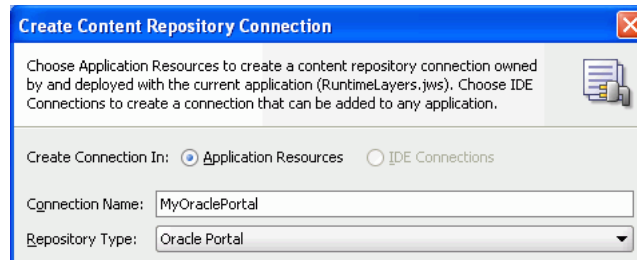 Create Content Repository Connection
Choose Application Resources to create a content repository connection owned
by and deployed with the current application (RuntimeLayers.jws). Choose IDE
Connections to create a connection that can be added to any application.
Create Connection In: Application Resources IDE Connections
Connection Name: MyOraclePortal
Repository Type: Oracle Portal